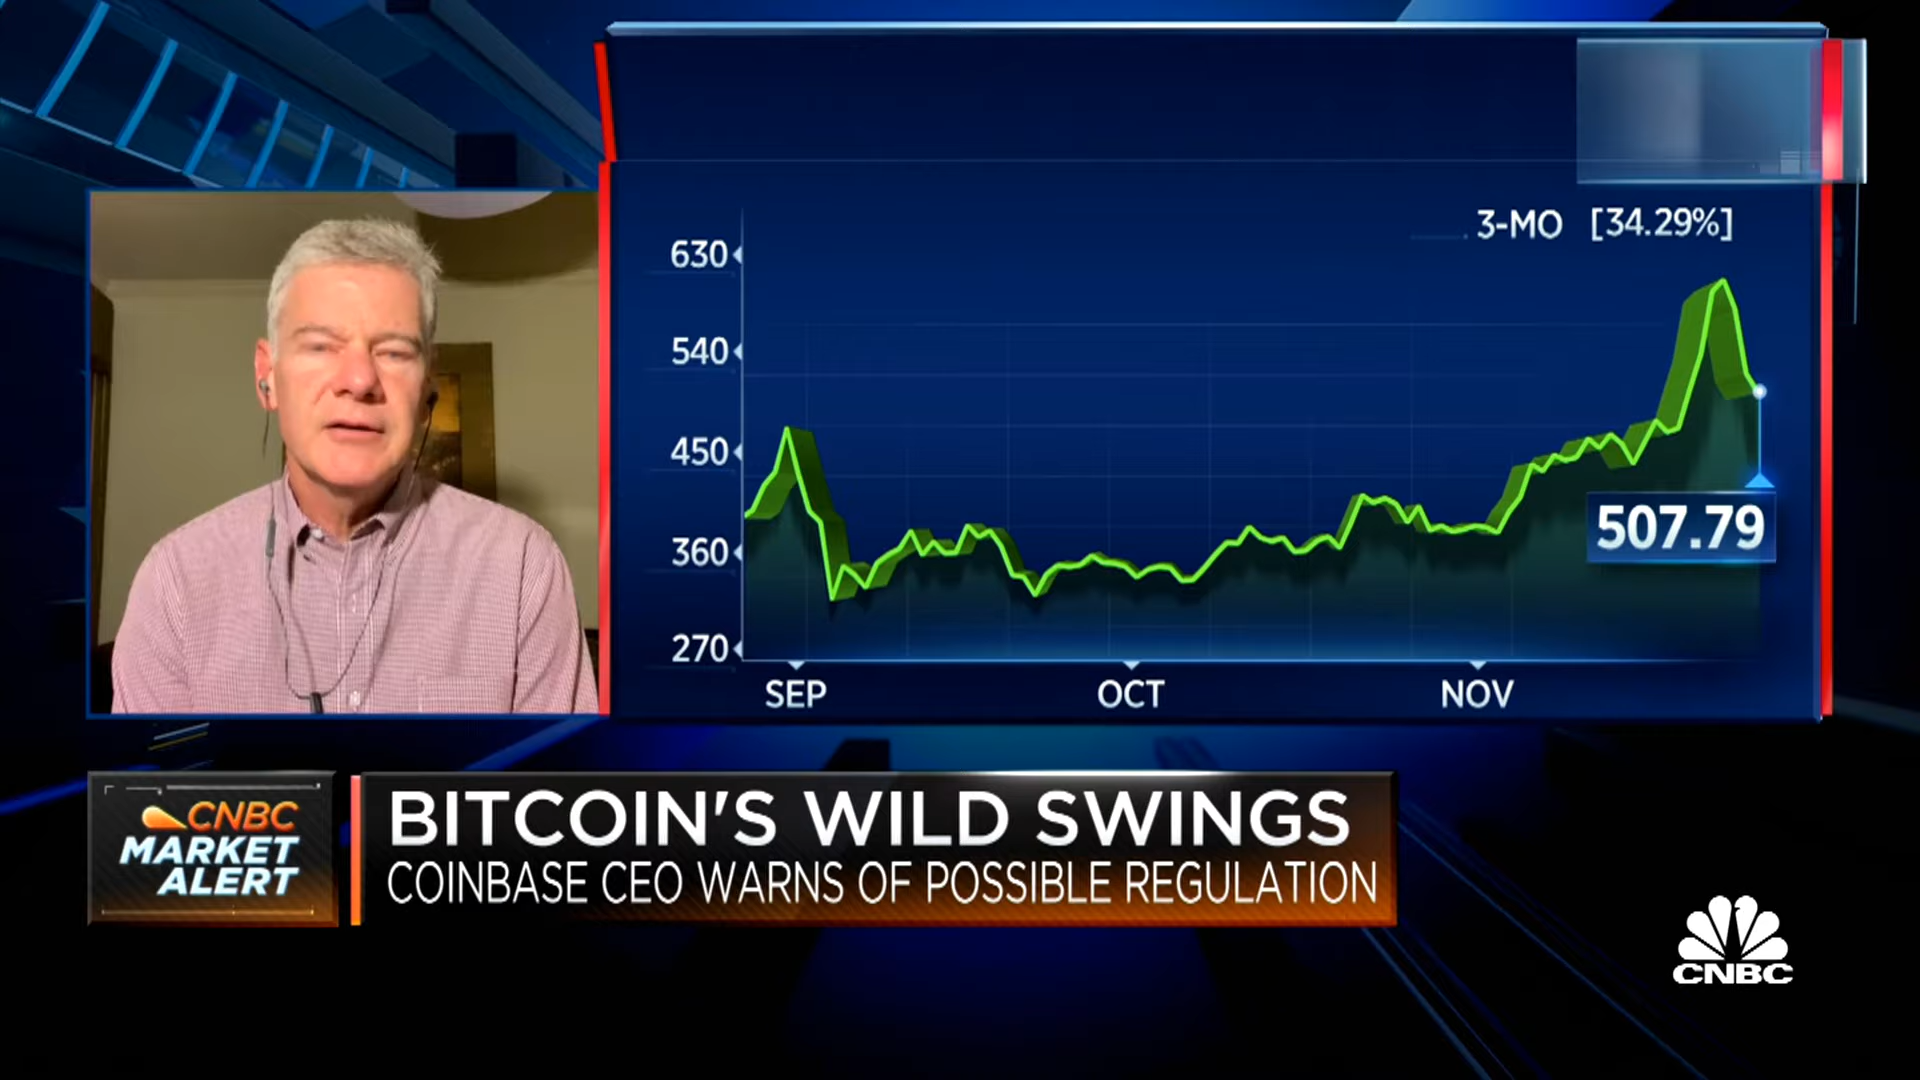 3-MO [34.29%]
630
540
450
360
270
507.79
SEP OCT NOV
CNBC
MARKET
ALERT
BITCOIN'S WILD SWINGS
COINBASE CEO WARNS OF POSSIBLE REGULATION
CNBC